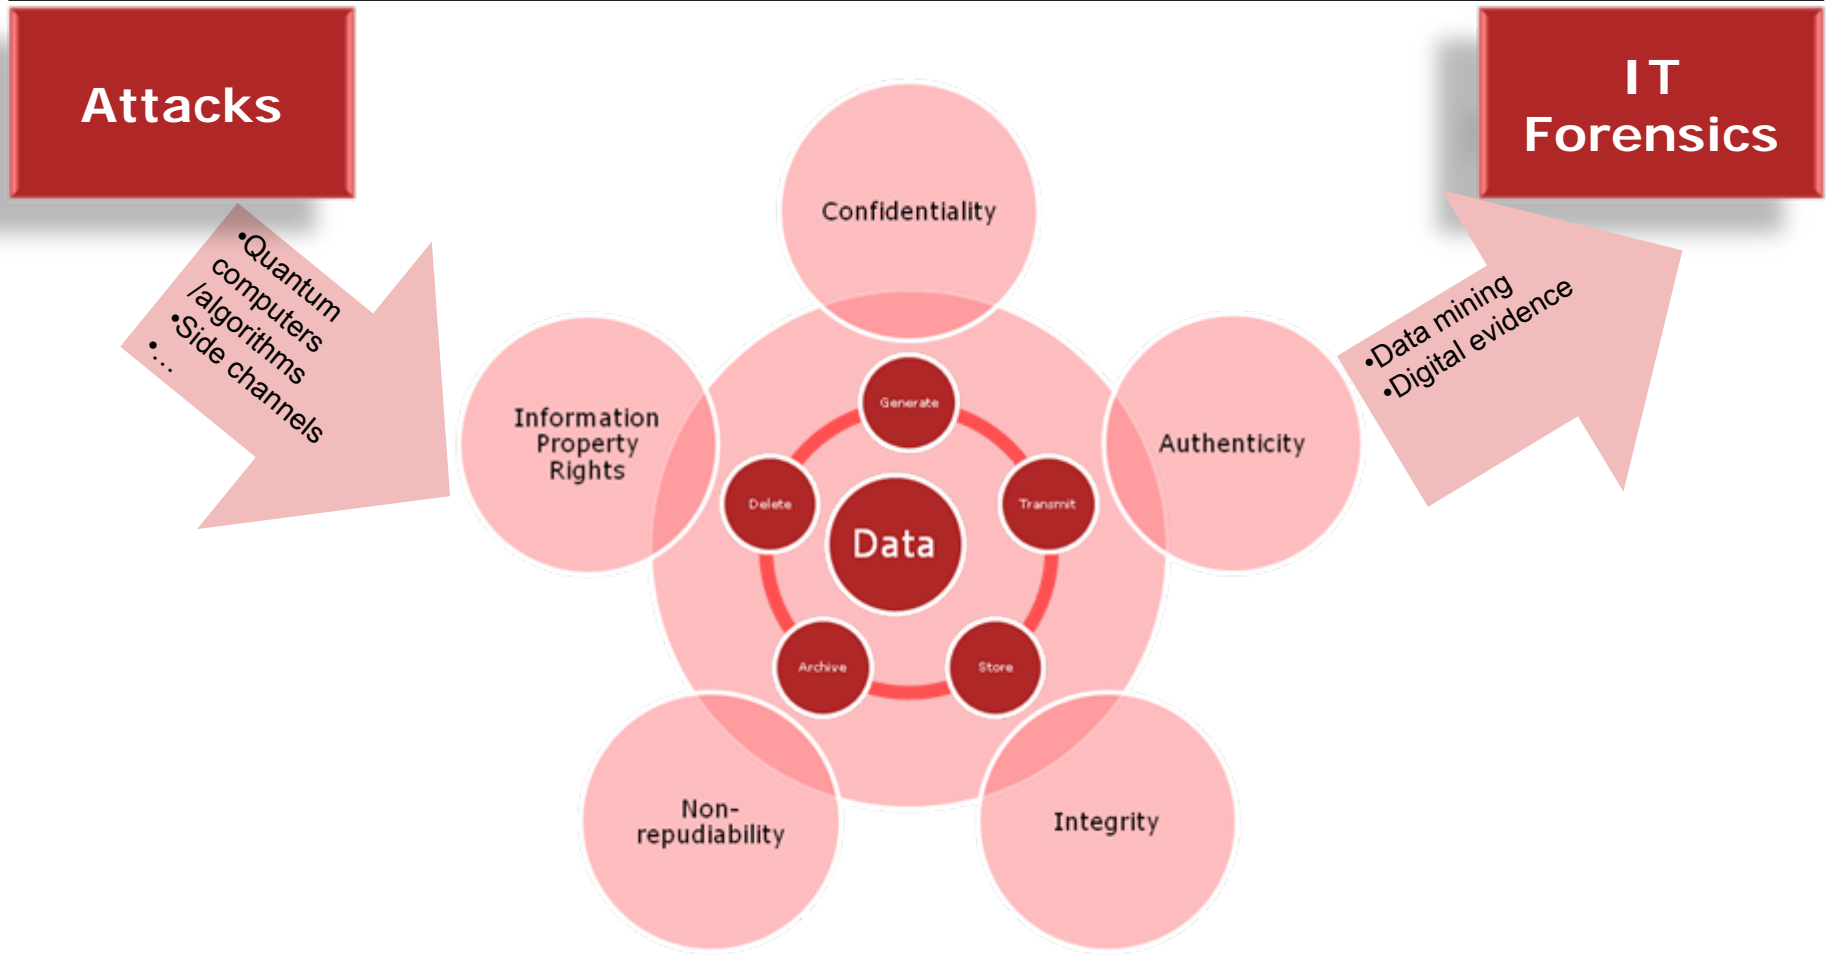 Attacks
IT
Forensics
•Quantum
computers
/algorithms
•Side channels
•...
Confidentiality
•Data mining
•Digital evidence
Information
Property
Rights
Authenticity
Generate
Delete
Transmit
Data
Archive
Store
Non-
repudiability
Integrity